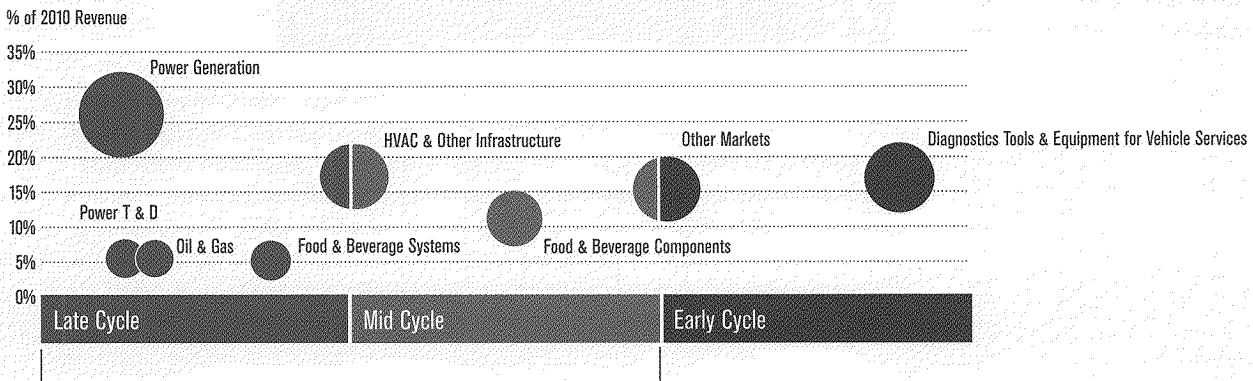 % of 2010 Revenue
35%
Power Generation
30%
25%
HVAC & Other Infrastructure
Other Markets
Diagnostics Tools & Equipment for Vehicle Services
20%
15%
Power T & D
10%
Oil & Gas
Food & Beverage Systems
Food & Beverage Components
5%
0%
Late Cycle
Mid Cycle
Early Cycle